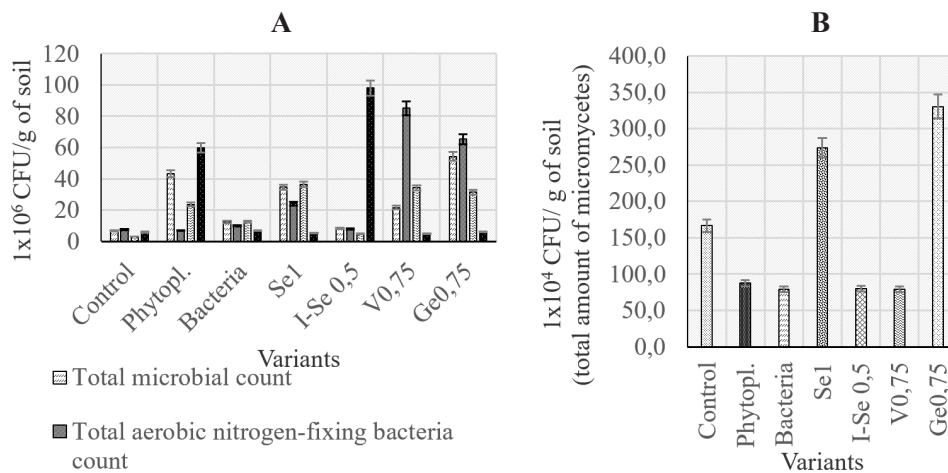 A
1x10⁶ CFU/g of soil
120
100
80
60
40
20
0
Control
Phytopl.
Bacteria
Se1
I-Se 0,5
V0,75
Ge0,75
Variants
Total microbial count
Total aerobic nitrogen-fixing bacteria
count
B
1x10⁴ CFU/ g of soil
(total amount of micromycetes)
400,0
350,0
300,0
250,0
200,0
150,0
100,0
50,0
0,0
Control
Phytopl.
Bacteria
Se1
I-Se 0,5
V0,75
Ge0,75
Variants